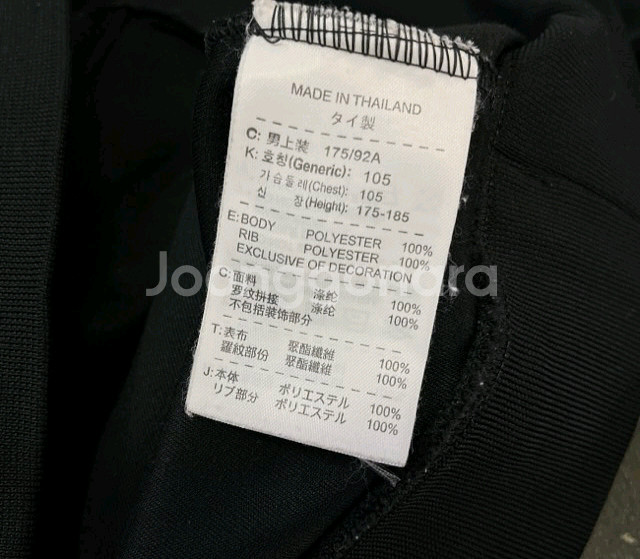 MADE IN THAILAND
タイ製
C: 男上装 175/92A
K: 호칭(Generic): 105
가슴둘레(Chest): 105
신 장(Height): 175-185
E: BODY POLYESTER 100%
RIB POLYESTER 100%
EXCLUSIVE OF DECORATION
Joonggonara
C: 面料 涤纶 100%
罗纹拼接 涤纶 100%
不包括装饰部分
T: 表布 聚酯纖維 100%
羅紋部份 聚酯纖維 100%
J: 本体 ポリエステル 100%
リブ部分 ポリエステル 100%